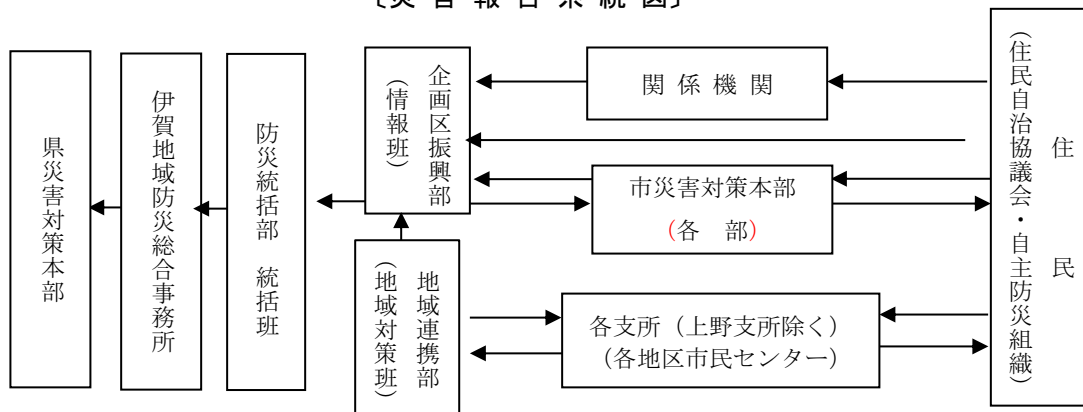 〔災 害 報 告 系 統 図〕
県災害対策本部
伊賀地域防災総合事務所
防災統括部 統括班
企画区振興部
(情報班)
地域連携部
(地域対策班)
関 係 機 関
市災害対策本部
(各 部)
各支所（上野支所除く）
（各地区市民センター）
住 民
(住民自治協議会・自主防災組織)